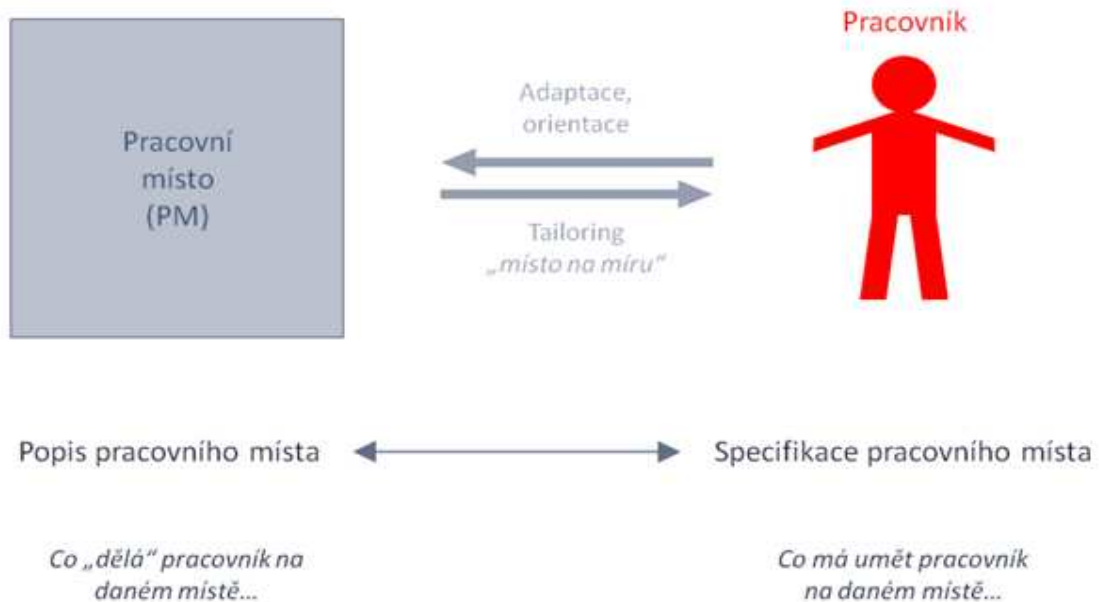 Pracovník
Adaptace,
orientace
Pracovní
místo
(PM)
Tailoring
„místo na míru“
Popis pracovního místa
Specifikace pracovního místa
Co „dělá“ pracovník na
daném místě...
Co má umět pracovník
na daném místě...